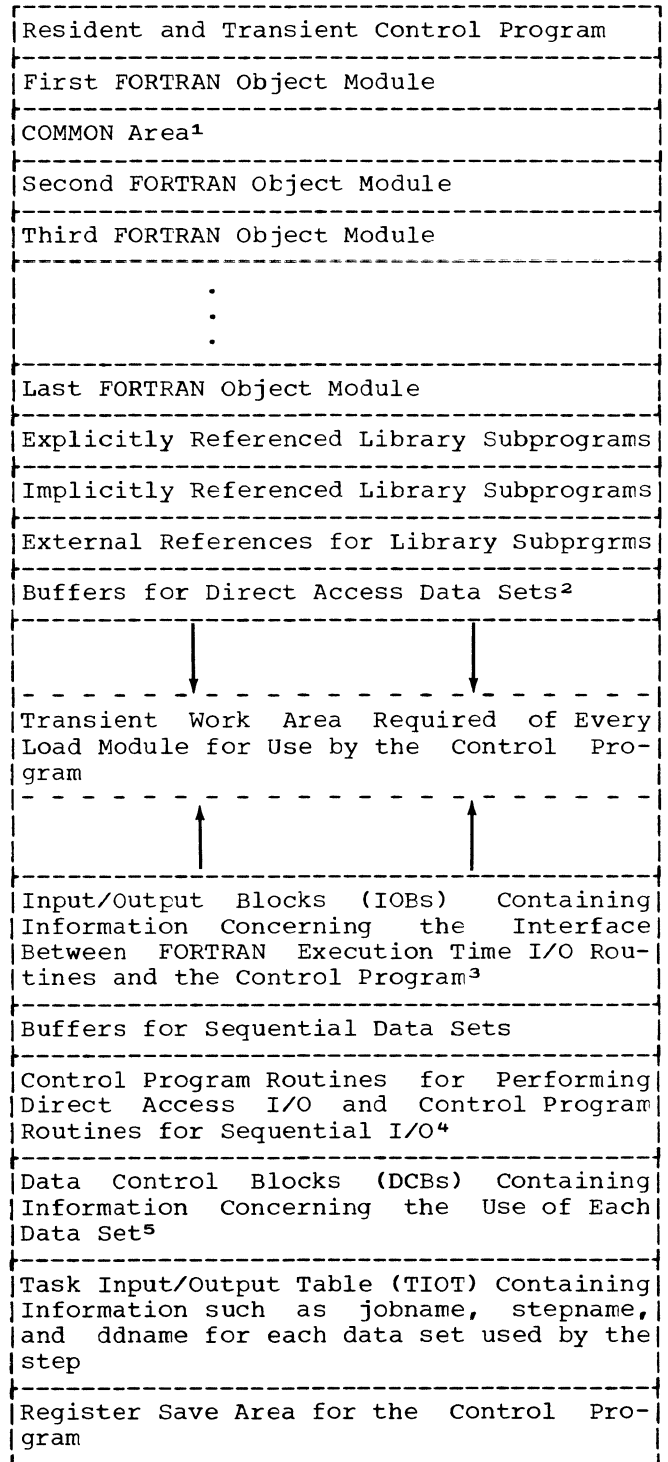 Resident and Transient Control Program
First FORTRAN Object Module
COMMON Area¹
Second FORTRAN Object Module
Third FORTRAN Object Module
.
.
.
Last FORTRAN Object Module
Explicitly Referenced Library Subprograms
Implicitly Referenced Library Subprograms
External References for Library Subprgrms
Buffers for Direct Access Data Sets²
Transient Work Area Required of Every
Load Module for Use by the Control Pro-
gram
Input/Output Blocks (IOBs) Containing
Information Concerning the Interface
Between FORTRAN Execution Time I/O Rou-
tines and the Control Program³
Buffers for Sequential Data Sets
Control Program Routines for Performing
Direct Access I/O and Control Program
Routines for Sequential I/O⁴
Data Control Blocks (DCBs) Containing
Information Concerning the Use of Each
Data Set⁵
Task Input/Output Table (TIOT) Containing
Information such as jobname, stepname,
and ddname for each data set used by the
step
Register Save Area for the Control Pro-
gram